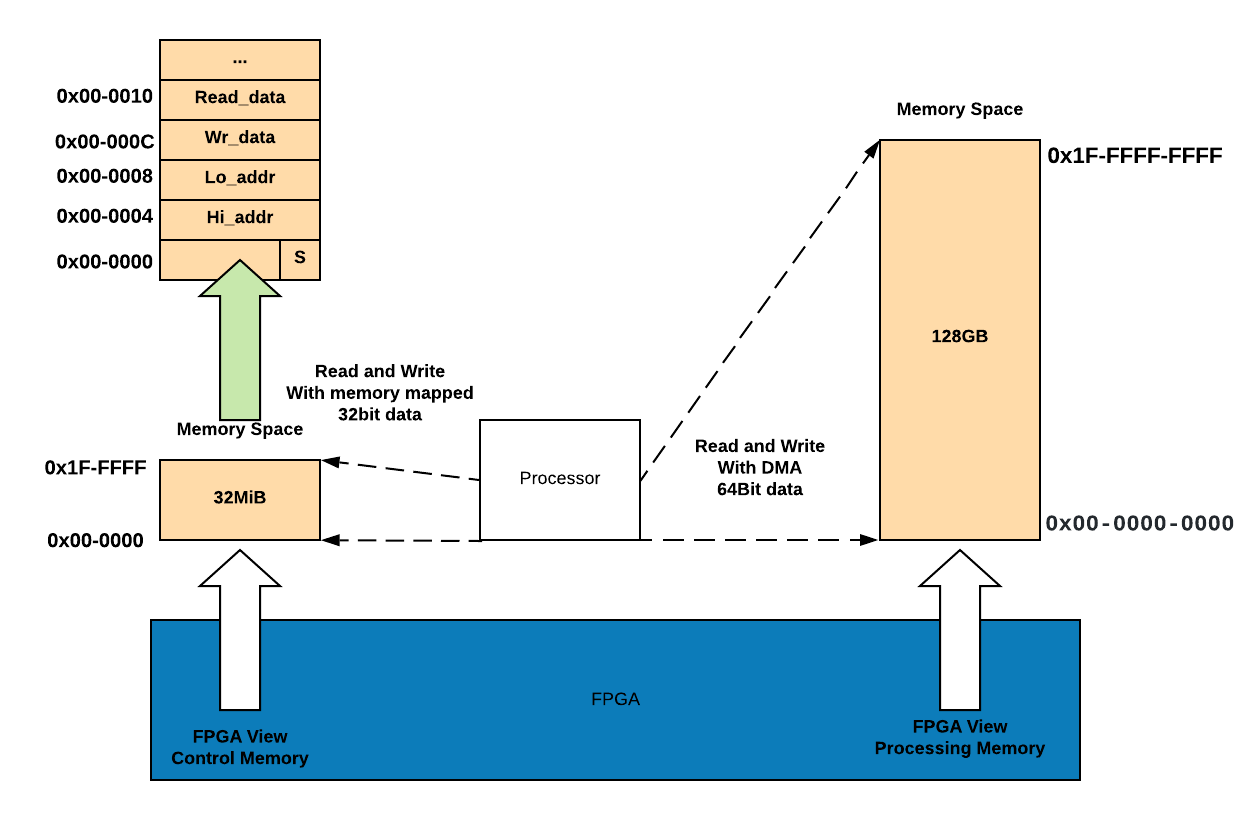 ...
0x00-0010
Read_data
0x00-000C
Wr_data
0x00-0008
Lo_addr
0x00-0004
Hi_addr
0x00-0000
S
Memory Space
0x1F-FFFF-FFFF
128GB
0x00-0000-0000
Read and Write
With memory mapped
32bit data
Memory Space
0x1F-FFFF
32MiB
0x00-0000
Processor
Read and Write
With DMA
64Bit data
FPGA
FPGA View
Control Memory
FPGA View
Processing Memory